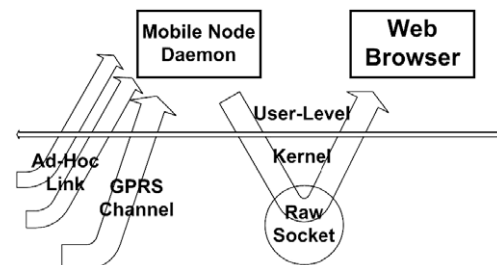 Mobile Node
Daemon
Web
Browser
User-Level
Ad-Hoc
Link
Kernel
GPRS
Channel
Raw
Socket